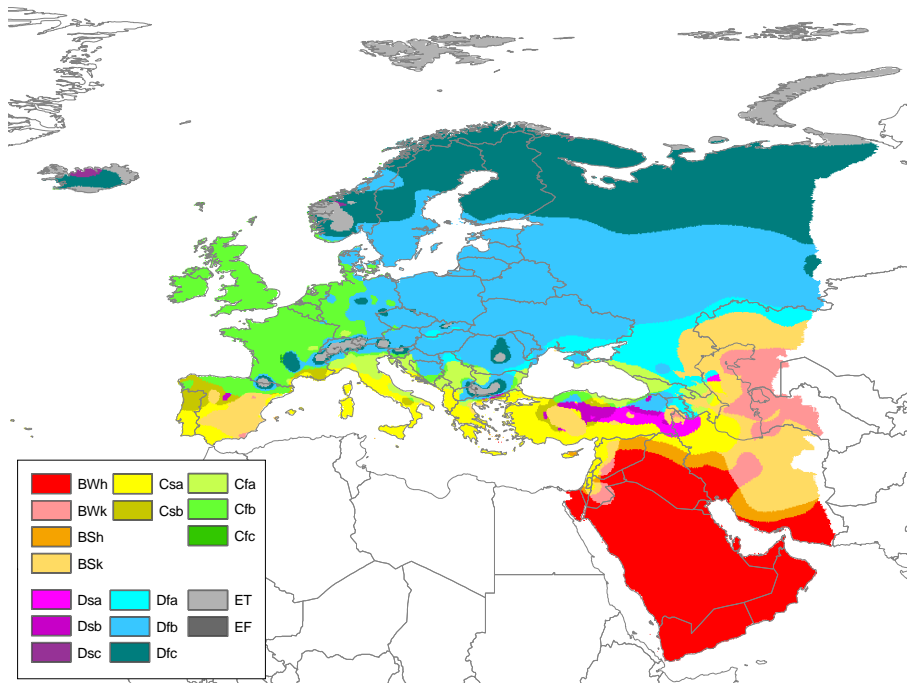 BWh Csa Cfa
BWk Csb Cfb
BSh Cfc
BSk
Dsa Dfa ET
Dsb Dfb EF
Dsc Dfc